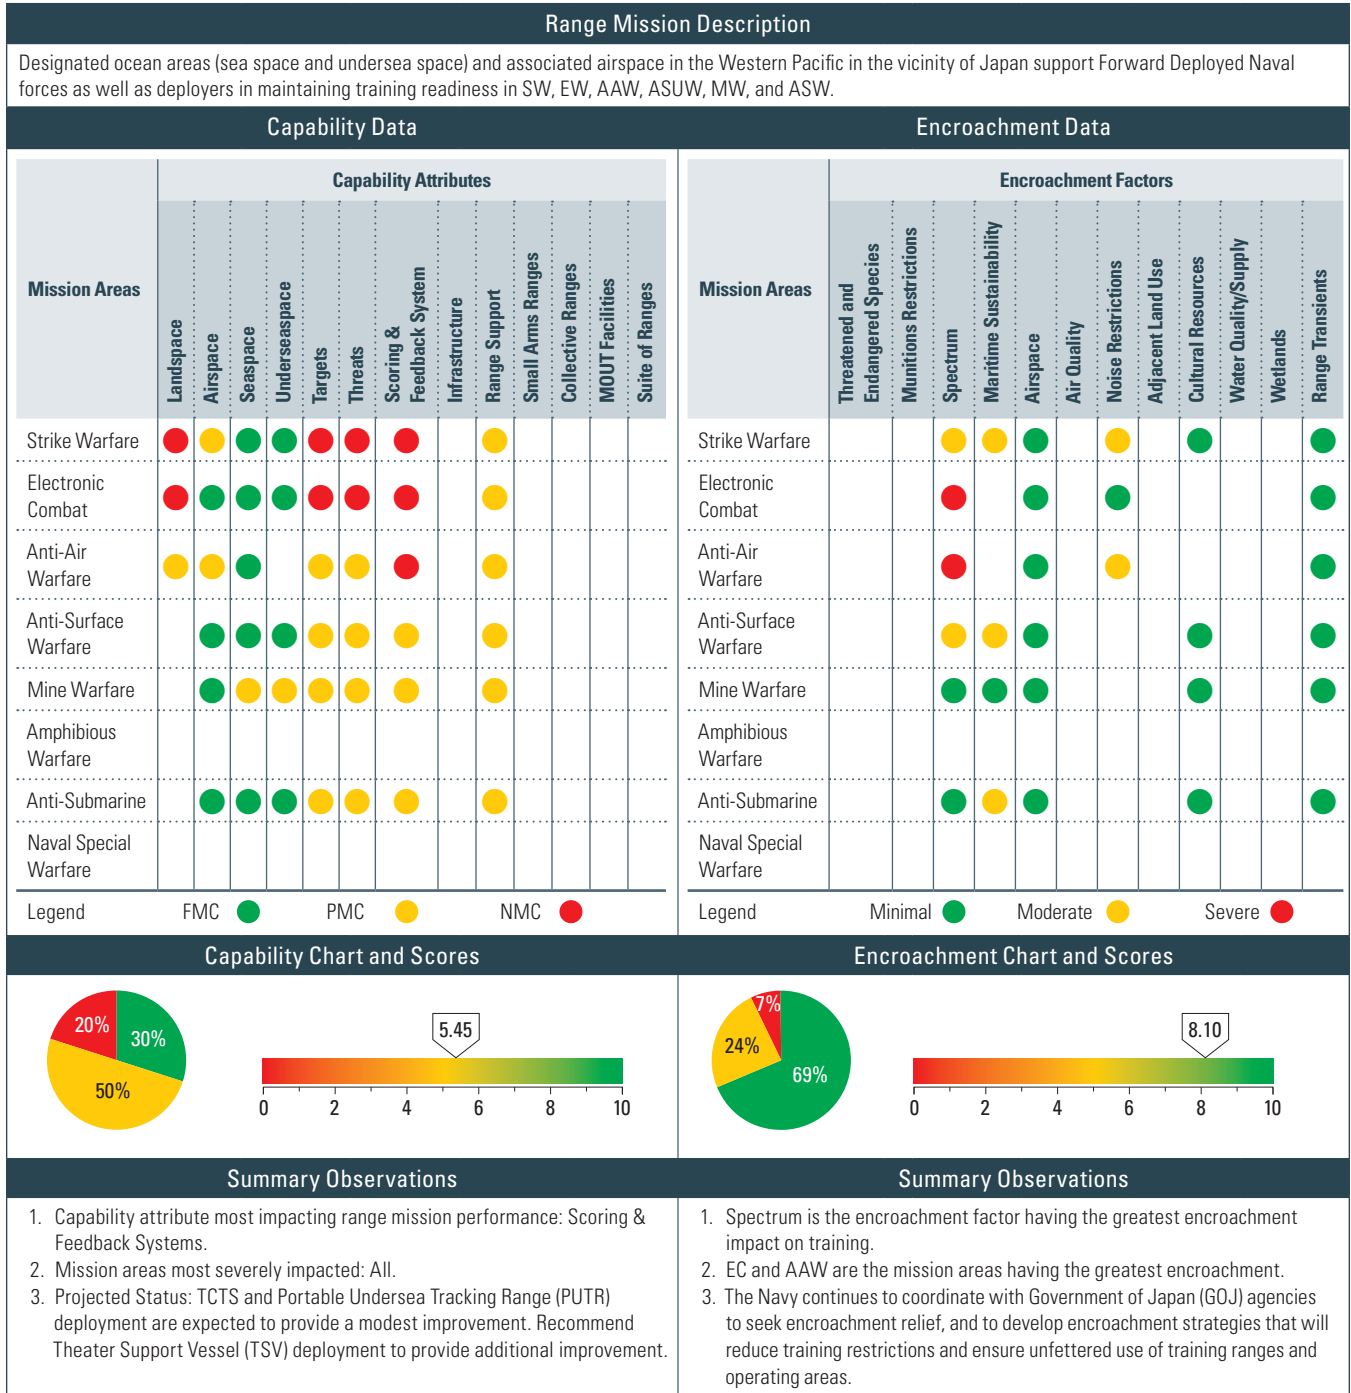 Range Mission Description
Designated ocean areas (sea space and undersea space) and associated airspace in the Western Pacific in the vicinity of Japan support Forward Deployed Naval
forces as well as deployers in maintaining training readiness in SW, EW, AAW, ASUW, MW, and ASW.
Capability Data
Mission Areas
Capability Attributes
Landspace
Airspace
Seaspace
Underseaspace
Targets
Threats
Scoring &
Feedback System
Infrastructure
Range Support
Small Arms Ranges
Collective Ranges
MOUT Facilities
Suite of Ranges
Strike Warfare
Electronic
Combat
Anti-Air
Warfare
Anti-Surface
Warfare
Mine Warfare
Amphibious
Warfare
Anti-Submarine
Naval Special
Warfare
Legend FMC PMC NMC
Encroachment Data
Mission Areas
Encroachment Factors
Threatened and
Endangered Species
Munitions Restrictions
Spectrum
Maritime Sustainability
Airspace
Air Quality
Noise Restrictions
Adjacent Land Use
Cultural Resources
Water Quality/Supply
Wetlands
Range Transients
Strike Warfare
Electronic
Combat
Anti-Air
Warfare
Anti-Surface
Warfare
Mine Warfare
Amphibious
Warfare
Anti-Submarine
Naval Special
Warfare
Legend Minimal Moderate Severe
Capability Chart and Scores
20%
30%
50%
5.45
0 2 4 6 8 10
Encroachment Chart and Scores
7%
24%
69%
8.10
0 2 4 6 8 10
Summary Observations
1. Capability attribute most impacting range mission performance: Scoring &
Feedback Systems.
2. Mission areas most severely impacted: All.
3. Projected Status: TCTS and Portable Undersea Tracking Range (PUTR)
deployment are expected to provide a modest improvement. Recommend
Theater Support Vessel (TSV) deployment to provide additional improvement.
Summary Observations
1. Spectrum is the encroachment factor having the greatest encroachment
impact on training.
2. EC and AAW are the mission areas having the greatest encroachment.
3. The Navy continues to coordinate with Government of Japan (GOJ) agencies
to seek encroachment relief, and to develop encroachment strategies that will
reduce training restrictions and ensure unfettered use of training ranges and
operating areas.